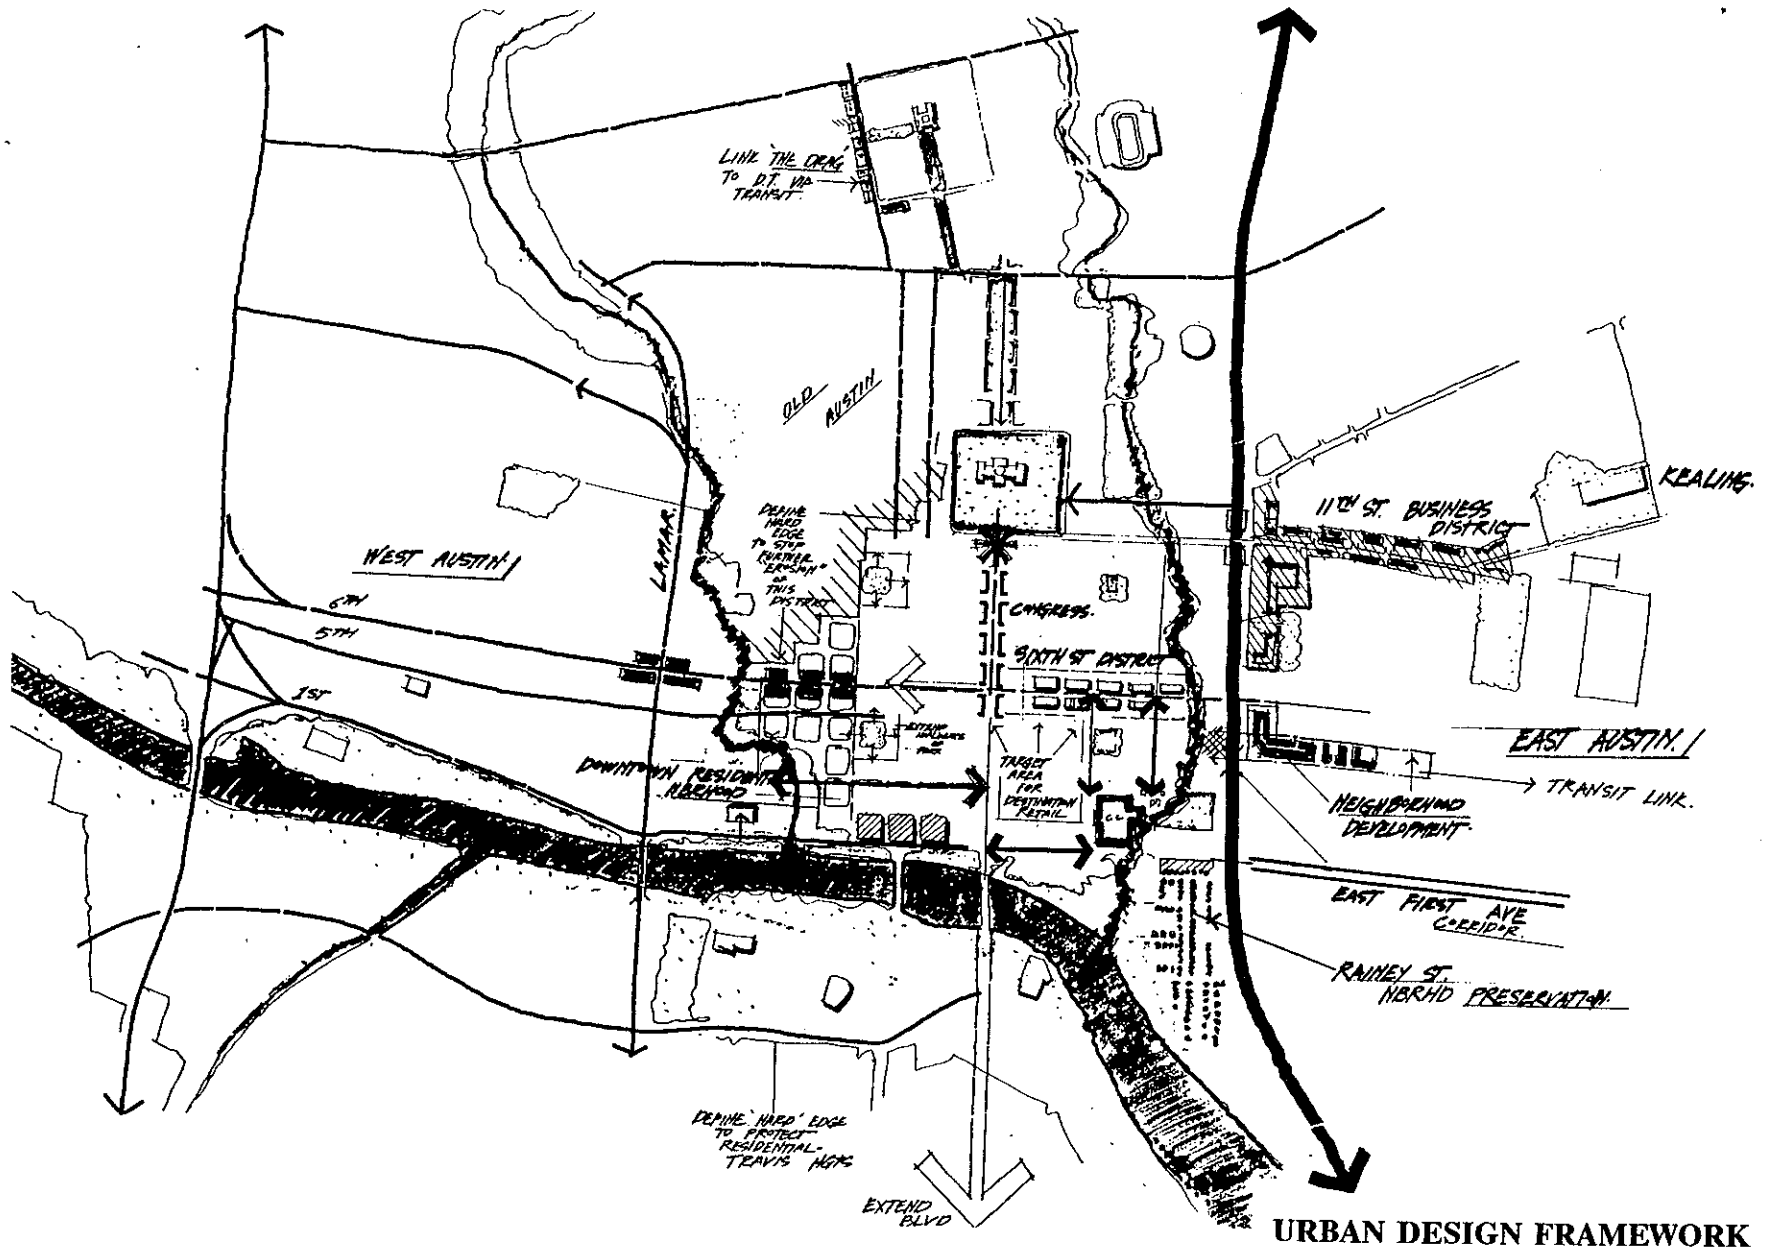 LINK 'THE DRAG'
TO D.T. VIA
TRANSIT.
OLD
AUSTIN
KEALING.
11TH ST. BUSINESS
DISTRICT
DEFINE
HARD
EDGE
TO STOP
FURTHER
"EROSION"
OF
THIS
DISTRICT
LAMAR.
WEST AUSTIN
6TH
5TH
1ST
CONGRESS.
SIXTH ST DISTRICT
EAST AUSTIN.
DOWNTOWN RESIDENT.
NBRHOOD
TARGET
AREA
FOR
DESTINATION
RETAIL
TRANSIT LINK.
NEIGHBORHOOD
DEVELOPMENT.
EAST FIRST AVE
CORRIDOR.
RAINEY ST.
NBRHD PRESERVATION.
DEFINE 'HARD' EDGE
TO PROTECT
RESIDENTIAL-
TRAVIS HGTS
EXTEND
BLVD
URBAN DESIGN FRAMEWORK